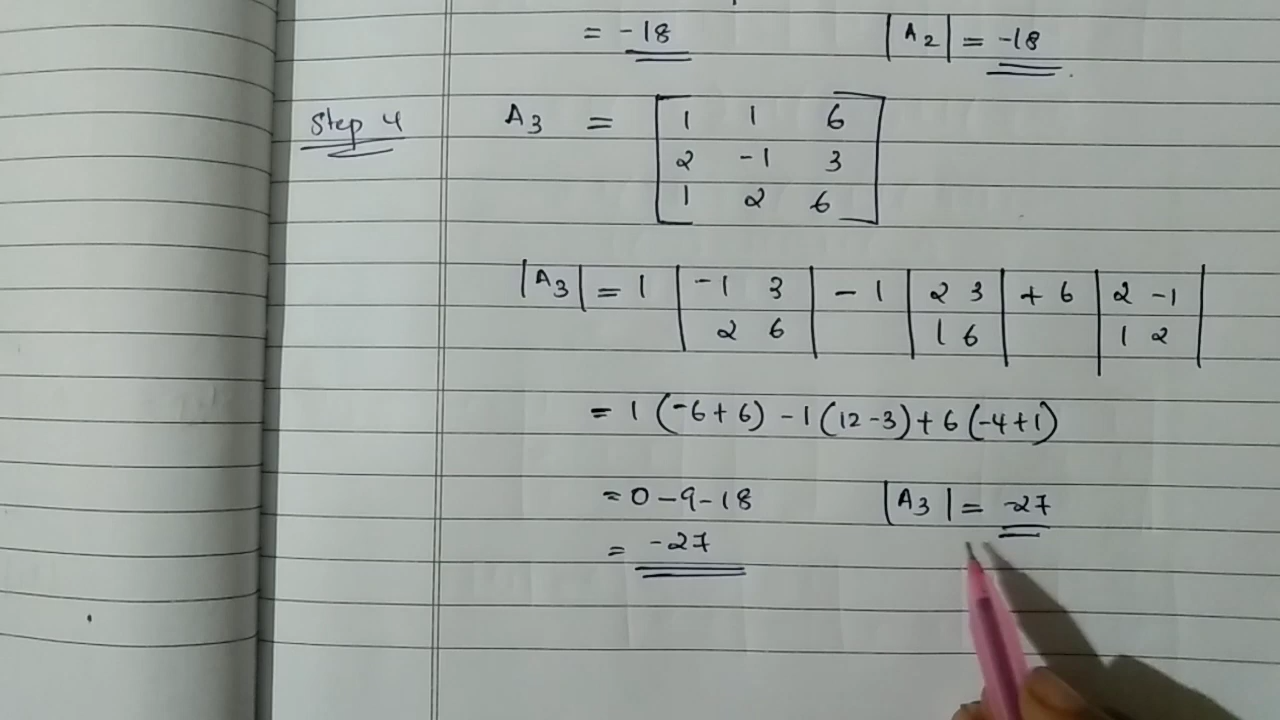 = -18 |A2| = -18
Step 4 A3 = [ 1 1 6
2 -1 3
1 2 6 ]
|A3| = 1 | -1 3 | - 1 | 2 3 | + 6 | 2 -1 |
2 6 1 6 1 2
= 1 (-6+6) - 1 (12-3) + 6 (-4+1)
= 0 - 9 - 18 |A3| = -27
= -27